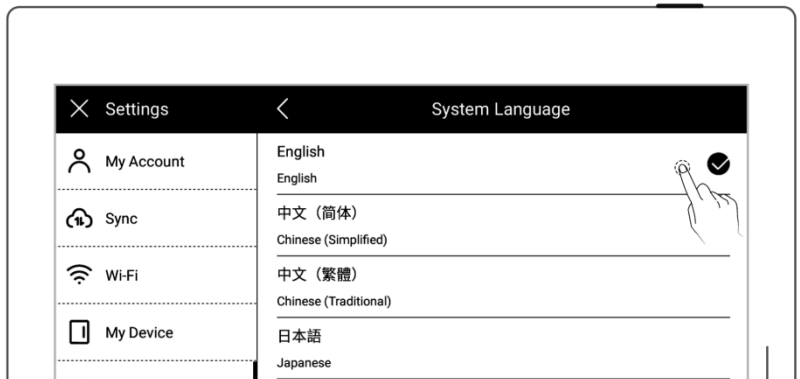 Settings
System Language
My Account
Sync
Wi-Fi
My Device
English
English
中文（简体）
Chinese (Simplified)
中文（繁體）
Chinese (Traditional)
日本語
Japanese